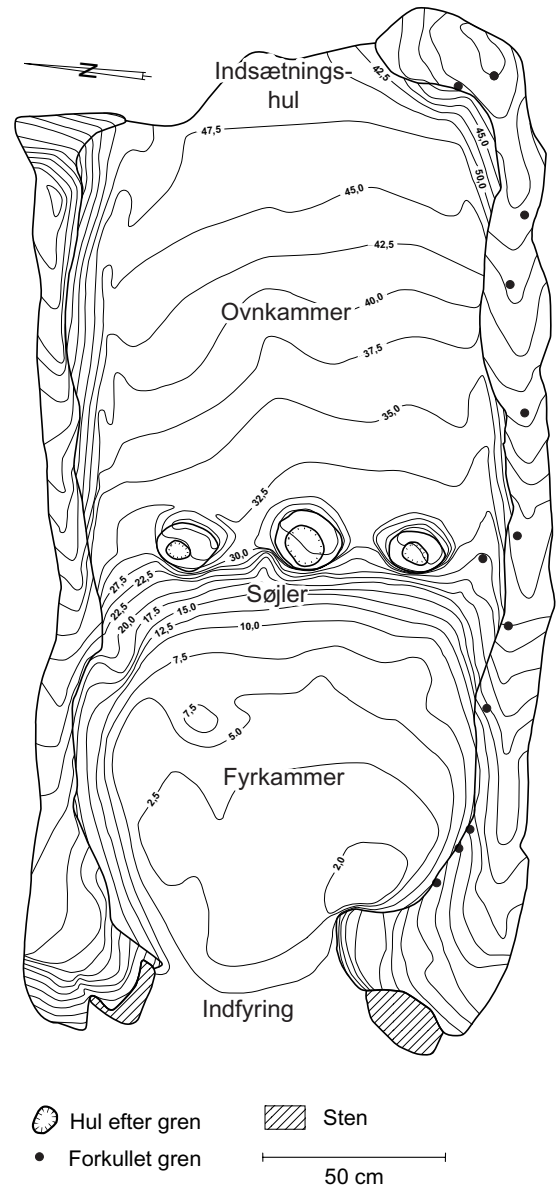 N
Indsætnings-
hul
42,5
47,5
45,0
50,0
45,0
42,5
Ovnkammer
40,0
37,5
35,0
32,5
30,0
27,5
22,5
22,5
20,0
17,5
15,0
12,5
10,0
Søjler
7,5
7,5
5,0
Fyrkammer
2,5
2,0
Indfyring
Hul efter gren
Sten
Forkullet gren
50 cm